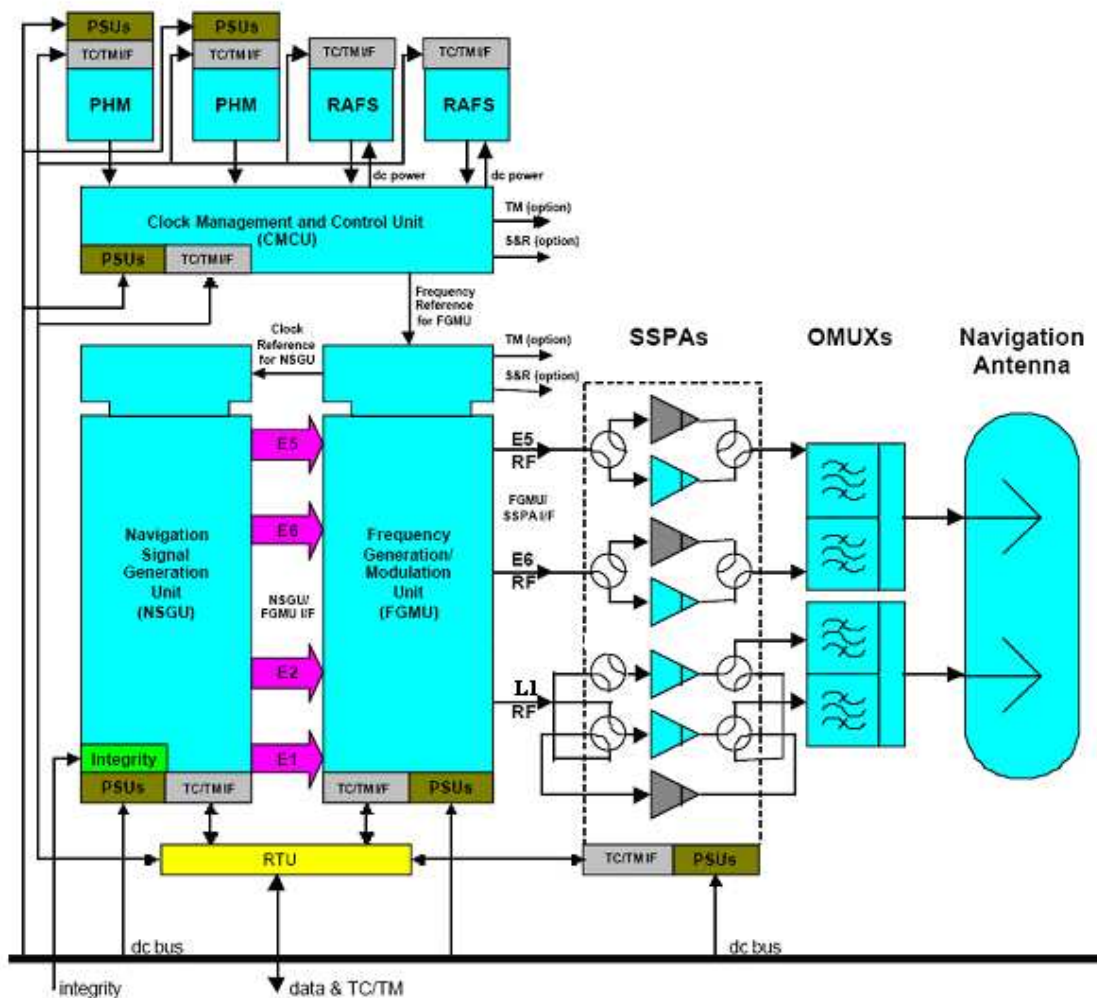 PSUs
PSUs
TC/TM I/F
TC/TM I/F
TC/TM I/F
TC/TM I/F
PHM
PHM
RAFS
RAFS
dc power
dc power
Clock Management and Control Unit
(CMCU)
TM (option)
S&R (option)
PSUs
TC/TM I/F
Frequency
Reference
for FGMU
Clock
Reference
for NSGU
TM (option)
S&R (option)
SSPAs
OMUXs
Navigation
Antenna
E5
E5
RF
FGMU/
SSPA I/F
E6
Navigation
Signal
Generation
Unit
(NSGU)
Frequency
Generation/
Modulation
Unit
(FGMU)
E6
RF
NSGU/
FGMU I/F
E2
L1
RF
Integrity
E1
PSUs
TC/TM I/F
TC/TM I/F
PSUs
RTU
TC/TM I/F
PSUs
dc bus
dc bus
integrity
data & TC/TM